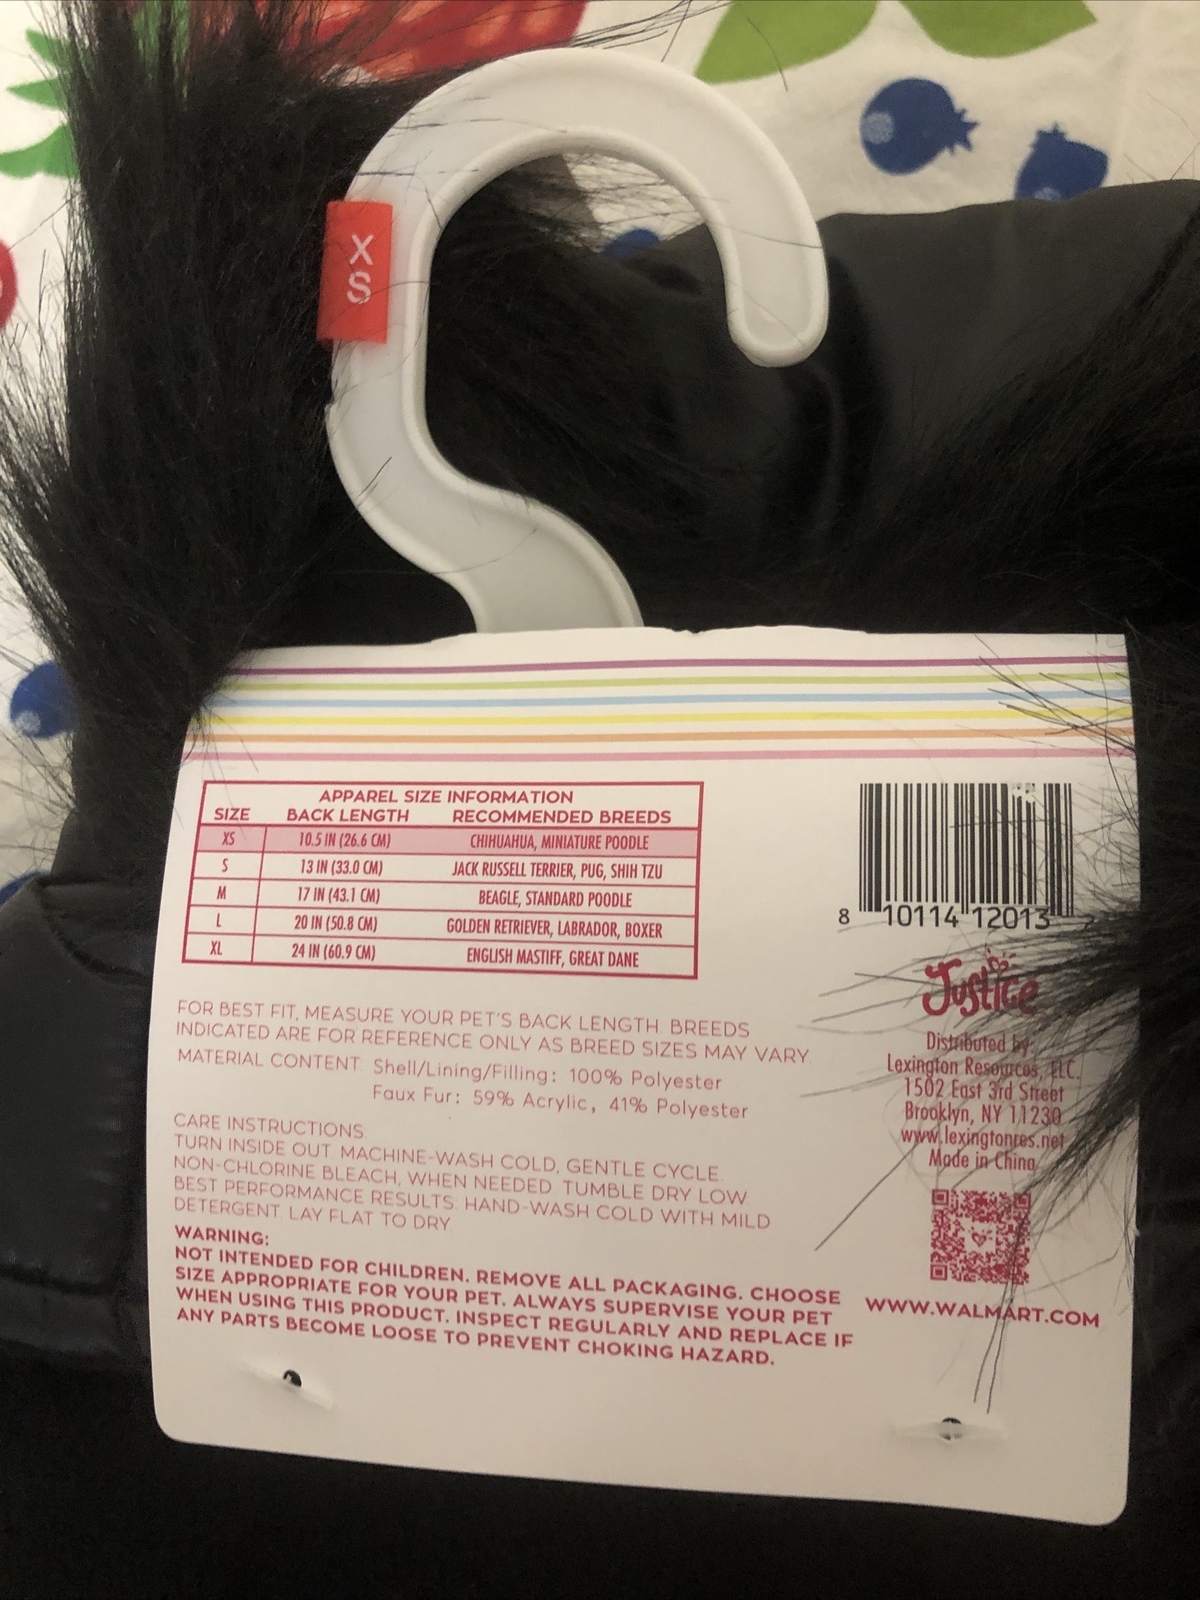 X
S
APPAREL SIZE INFORMATION
SIZE BACK LENGTH RECOMMENDED BREEDS
XS 10.5 IN (26.6 CM) CHIHUAHUA, MINIATURE POODLE
S 13 IN (33.0 CM) JACK RUSSELL TERRIER, PUG, SHIH TZU
M 17 IN (43.1 CM) BEAGLE, STANDARD POODLE
L 20 IN (50.8 CM) GOLDEN RETRIEVER, LABRADOR, BOXER
XL 24 IN (60.9 CM) ENGLISH MASTIFF, GREAT DANE
FOR BEST FIT, MEASURE YOUR PET'S BACK LENGTH. BREEDS
INDICATED ARE FOR REFERENCE ONLY AS BREED SIZES MAY VARY.
MATERIAL CONTENT: Shell/Lining/Filling: 100% Polyester
Faux Fur: 59% Acrylic, 41% Polyester
CARE INSTRUCTIONS:
TURN INSIDE OUT. MACHINE-WASH COLD, GENTLE CYCLE.
NON-CHLORINE BLEACH, WHEN NEEDED. TUMBLE DRY LOW.
BEST PERFORMANCE RESULTS: HAND-WASH COLD WITH MILD
DETERGENT. LAY FLAT TO DRY.
WARNING:
NOT INTENDED FOR CHILDREN. REMOVE ALL PACKAGING. CHOOSE
SIZE APPROPRIATE FOR YOUR PET. ALWAYS SUPERVISE YOUR PET
WHEN USING THIS PRODUCT. INSPECT REGULARLY AND REPLACE IF
ANY PARTS BECOME LOOSE TO PREVENT CHOKING HAZARD.
8 10114 12013
Justice
Distributed by:
Lexington Resources, LLC.
1502 East 3rd Street
Brooklyn, NY 11230
www.lexingtonres.net
Made in China
WWW.WALMART.COM